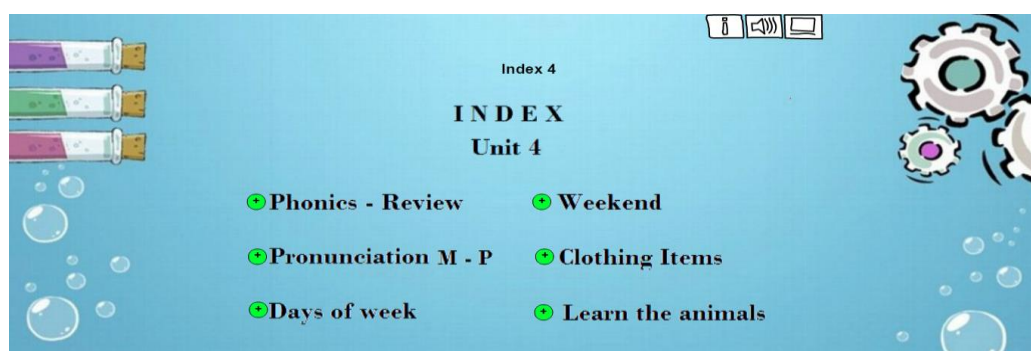 Index 4
INDEX
Unit 4
Phonics - Review
Weekend
Pronunciation M - P
Clothing Items
Days of week
Learn the animals